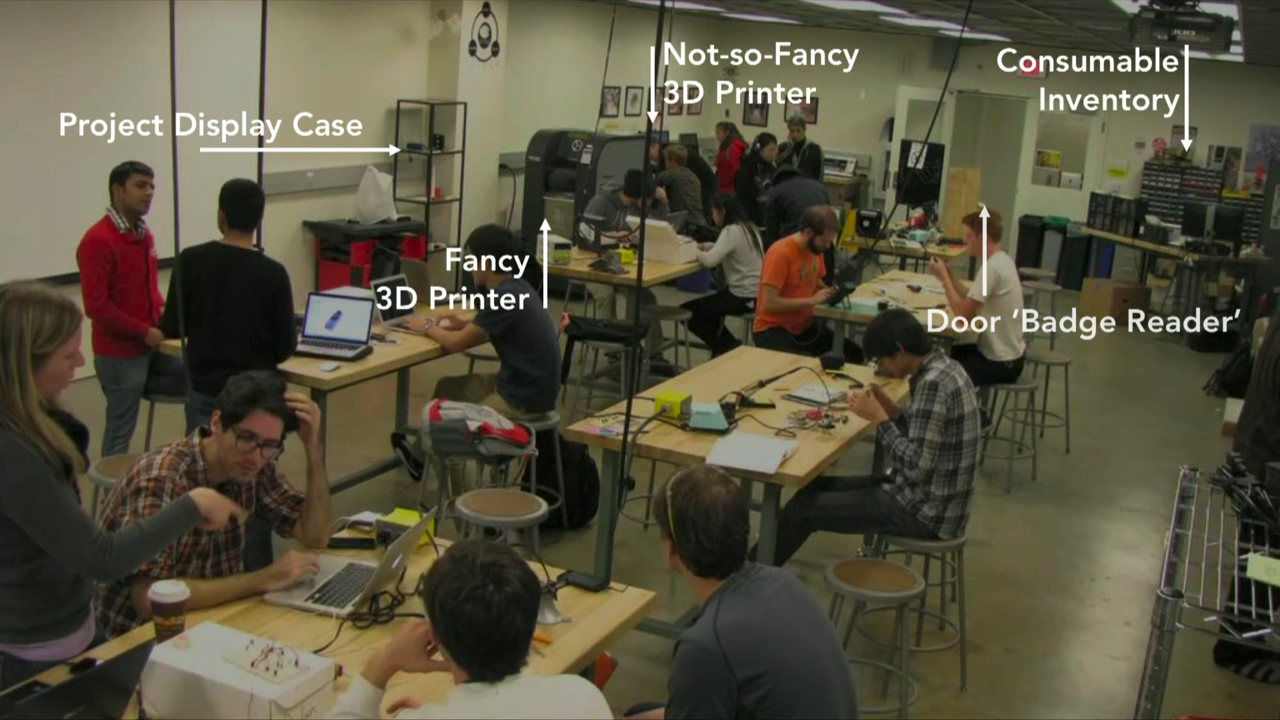 Not-so-Fancy
3D Printer
Consumable
Inventory
Project Display Case
Fancy
3D Printer
Door ‘Badge Reader’